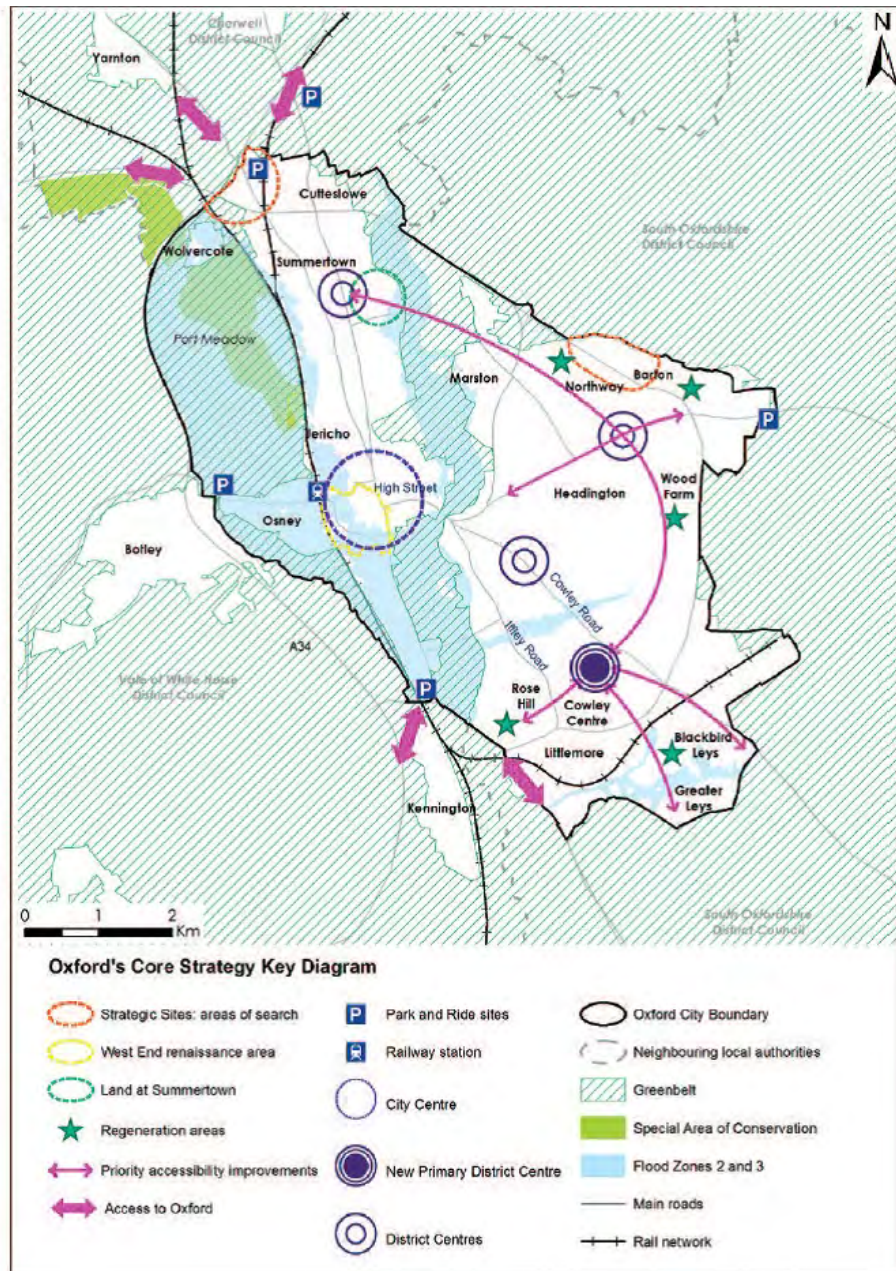 N
Cherwell
District Council
Yarnton
P
P
Cutteslowe
South Oxfordshire
District Council
Wolvercote
Summertown
Port Meadow
Marston
Northway
Barton
P
Jericho
Wood
Farm
High Street
Headington
P
Osney
Botley
Cowley Road
Iffley Road
A34
Vale of White Horse
District Council
P
Rose
Hill
Cowley
Centre
Blackbird
Leys
Littlemore
Greater
Leys
Kennington
South Oxfordshire
District Council
0 1 2
Km
Oxford's Core Strategy Key Diagram
Strategic Sites: areas of search
West End renaissance area
Land at Summertown
Regeneration areas
Priority accessibility improvements
Access to Oxford
P Park and Ride sites
Railway station
City Centre
New Primary District Centre
District Centres
Oxford City Boundary
Neighbouring local authorities
Greenbelt
Special Area of Conservation
Flood Zones 2 and 3
Main roads
Rail network